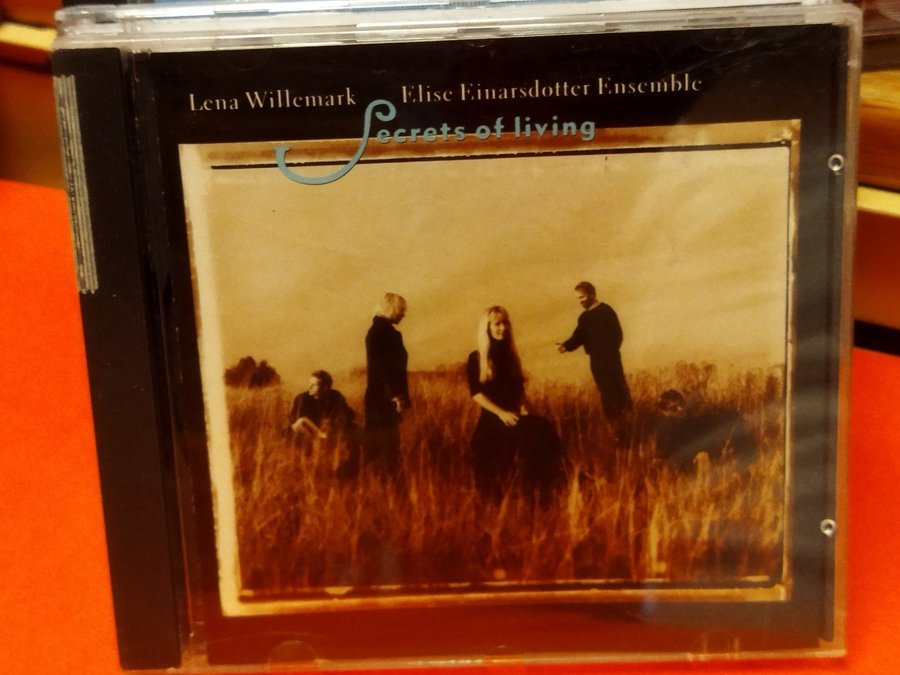 Lena Willemark Elise Einarsdotter Ensemble
Secrets of living